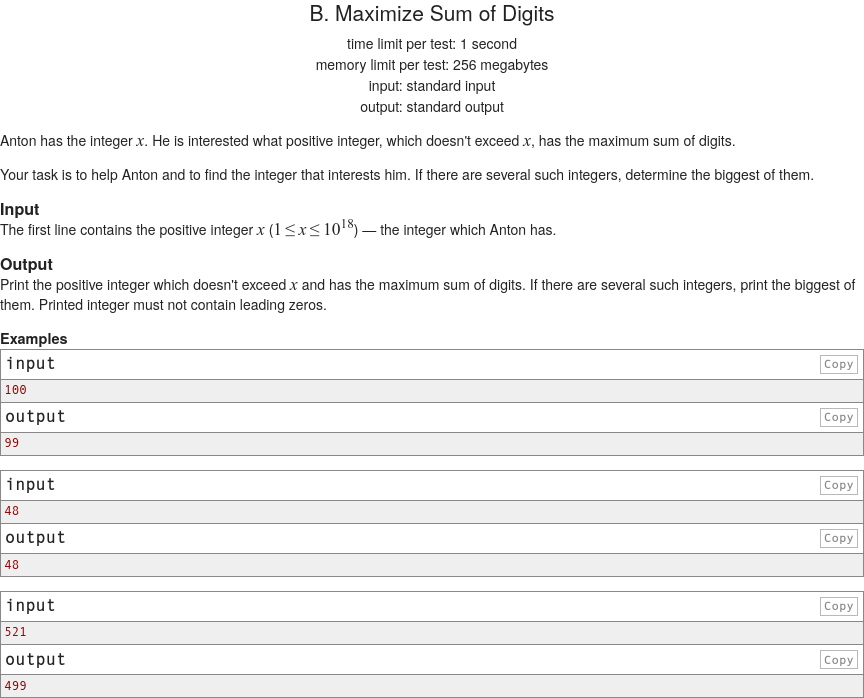 B. Maximize Sum of Digits
time limit per test: 1 second
memory limit per test: 256 megabytes
input: standard input
output: standard output
Anton has the integer x. He is interested what positive integer, which doesn't exceed x, has the maximum sum of digits.
Your task is to help Anton and to find the integer that interests him. If there are several such integers, determine the biggest of them.
Input
The first line contains the positive integer x (1 ≤ x ≤ 10^18) — the integer which Anton has.
Output
Print the positive integer which doesn't exceed x and has the maximum sum of digits. If there are several such integers, print the biggest of
them. Printed integer must not contain leading zeros.
Examples
input Copy
100
output Copy
99
input Copy
48
output Copy
48
input Copy
521
output Copy
499